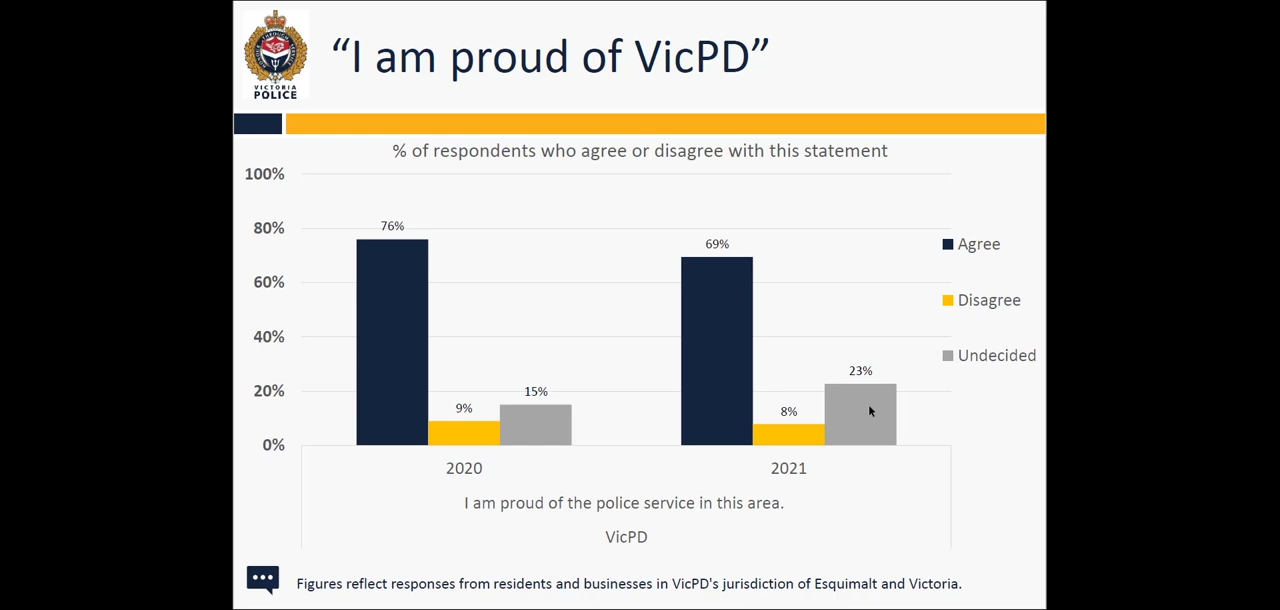 VICTORIA
POLICE
“I am proud of VicPD”
% of respondents who agree or disagree with this statement
100%
80%
60%
40%
20%
0%
76%
9%
15%
69%
8%
23%
Agree
Disagree
Undecided
2020
2021
I am proud of the police service in this area.
VicPD
Figures reflect responses from residents and businesses in VicPD's jurisdiction of Esquimalt and Victoria.